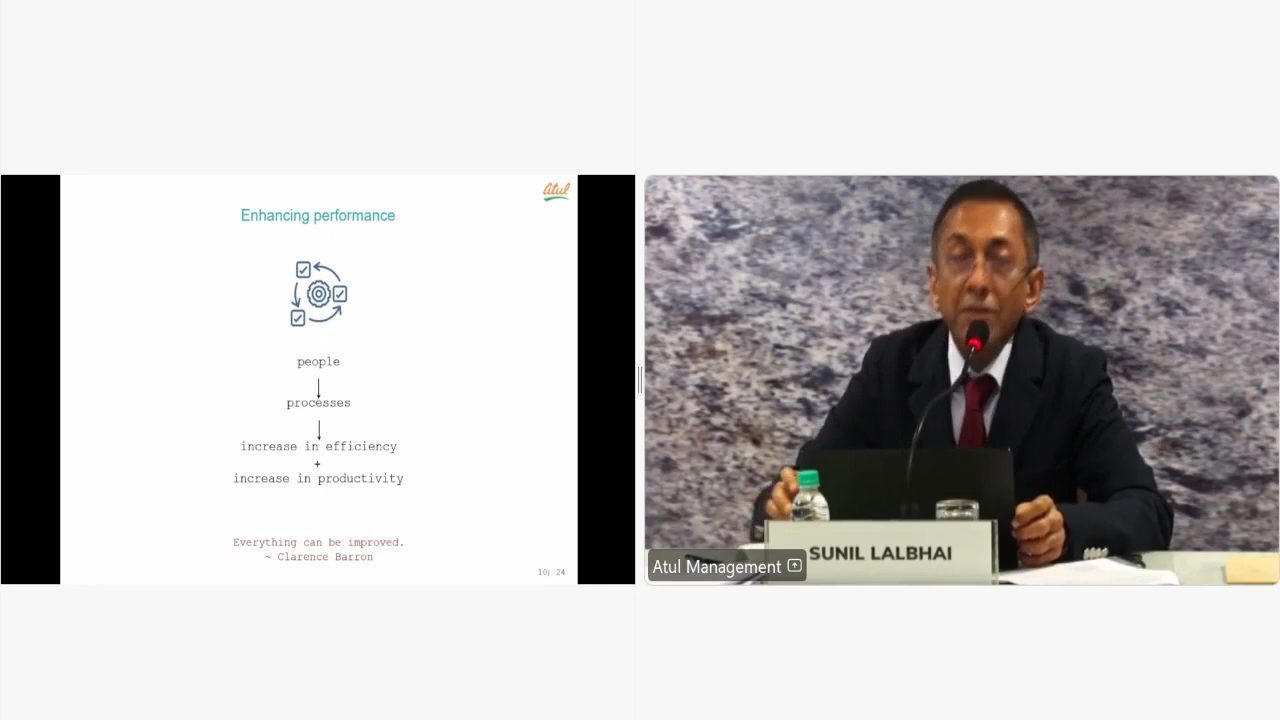 atul
Enhancing performance
people
processes
increase in efficiency
+
increase in productivity
Everything can be improved.
~ Clarence Barron
10| 24
SUNIL LALBHAI
Atul Management